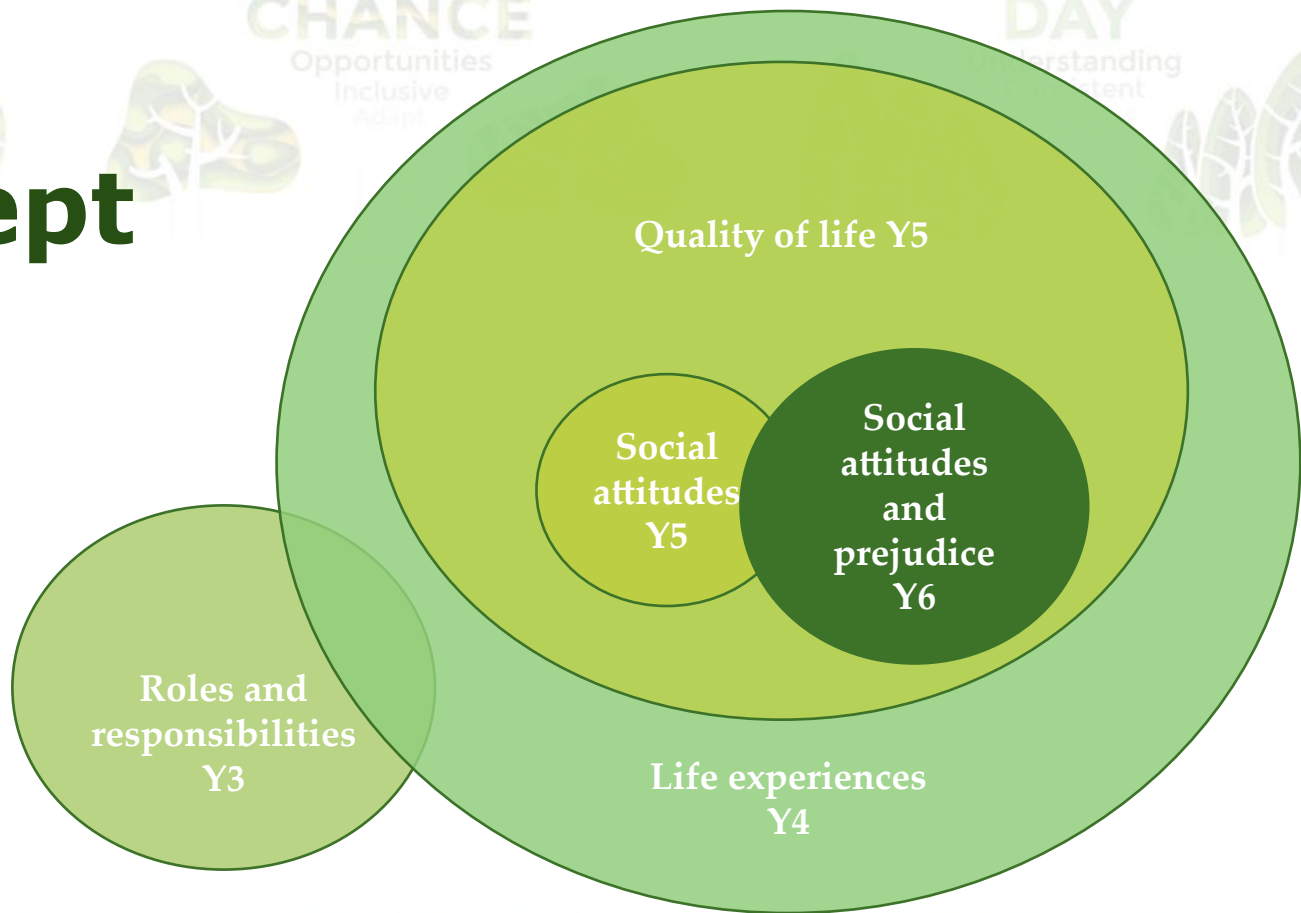 CHANCE
Opportunities
Inclusive
Adapt
DAY
Understanding
Consistent
ept
Quality of life Y5
Social
attitudes
Y5
Social
attitudes
and
prejudice
Y6
Roles and
responsibilities
Y3
Life experiences
Y4